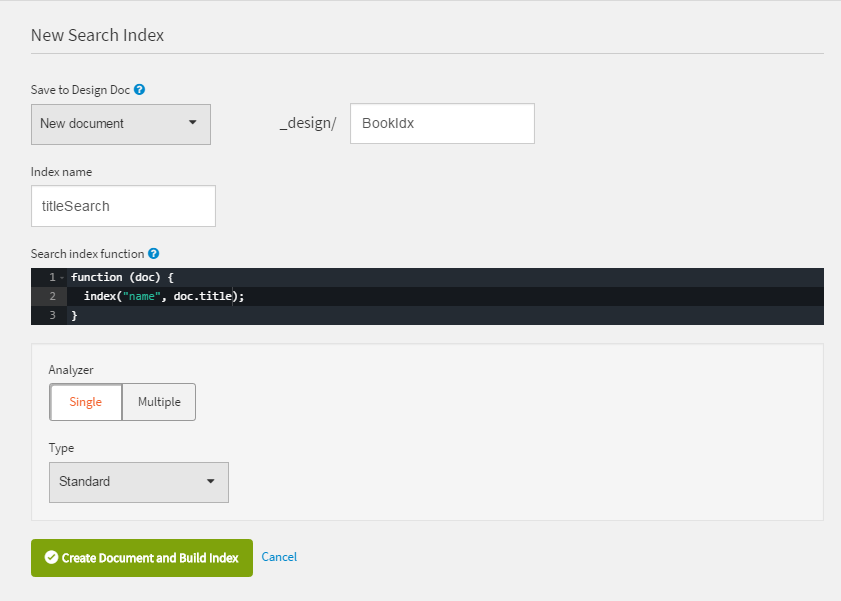 New Search Index
Save to Design Doc ?
New document
_design/
BookIdx
Index name
titleSearch
Search index function ?
1 function (doc) {
2 index("name", doc.title);
3 }
Analyzer
Single
Multiple
Type
Standard
Create Document and Build Index
Cancel